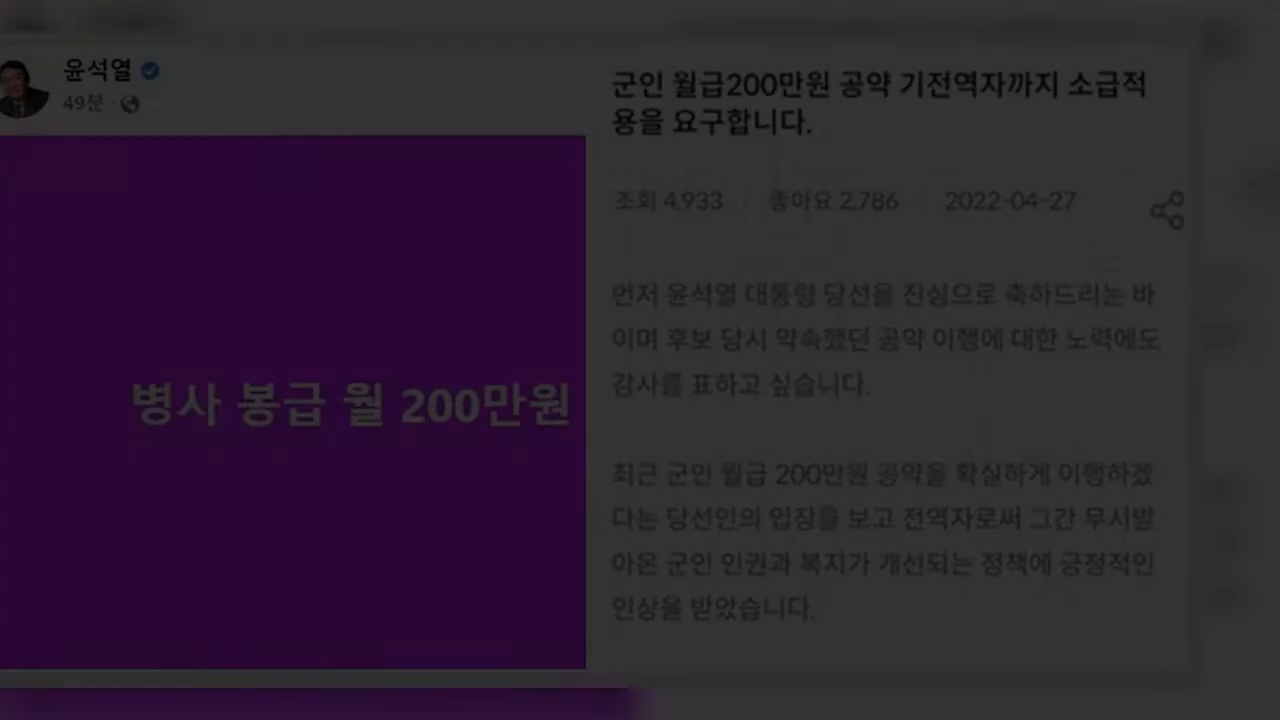 윤석열
49분
병사 봉급 월 200만원
군인 월급200만원 공약 기전역자까지 소급적
용을 요구합니다.
조회 4,933 좋아요 2,786 2022-04-27
먼저 윤석열 대통령 당선을 진심으로 축하드리는 바
이며 후보 당시 약속했던 공약 이행에 대한 노력에도
감사를 표하고 싶습니다.
최근 군인 월급 200만원 공약을 확실하게 이행하겠
다는 당선인의 입장을 보고 전역자로써 그간 무시받
아온 군인 인권과 복지가 개선되는 정책에 긍정적인
인상을 받았습니다.